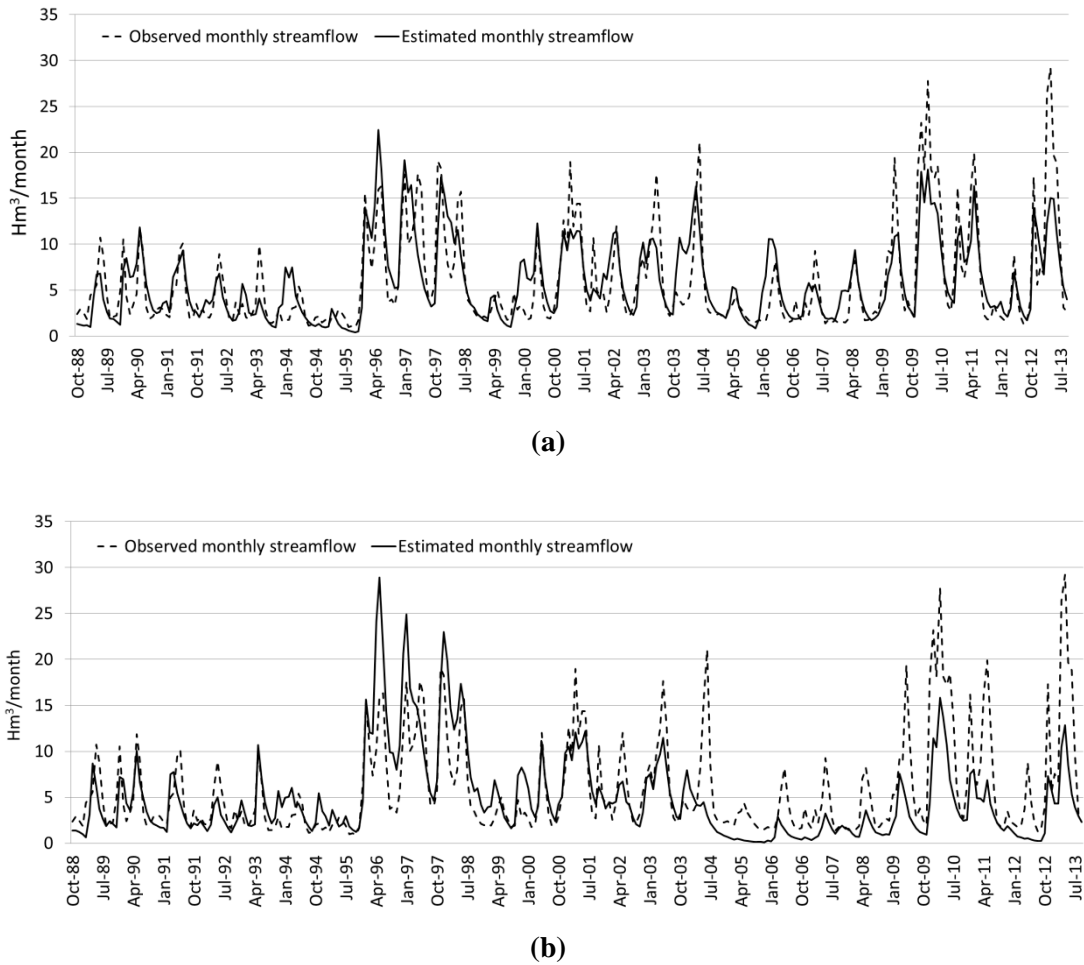 35
30
25
20
15
10
5
0
Hm³/month
Observed monthly streamflow Estimated monthly streamflow
Oct-88 Jul-89 Apr-90 Jan-91 Oct-91 Jul-92 Apr-93 Jan-94 Oct-94 Jul-95 Apr-96 Jan-97 Oct-97 Jul-98 Apr-99 Jan-00 Oct-00 Jul-01 Apr-02 Jan-03 Oct-03 Jul-04 Apr-05 Jan-06 Oct-06 Jul-07 Apr-08 Jan-09 Oct-09 Jul-10 Apr-11 Jan-12 Oct-12 Jul-13
(a)
35
30
25
20
15
10
5
0
Hm³/month
Observed monthly streamflow Estimated monthly streamflow
Oct-88 Jul-89 Apr-90 Jan-91 Oct-91 Jul-92 Apr-93 Jan-94 Oct-94 Jul-95 Apr-96 Jan-97 Oct-97 Jul-98 Apr-99 Jan-00 Oct-00 Jul-01 Apr-02 Jan-03 Oct-03 Jul-04 Apr-05 Jan-06 Oct-06 Jul-07 Apr-08 Jan-09 Oct-09 Jul-10 Apr-11 Jan-12 Oct-12 Jul-13
(b)